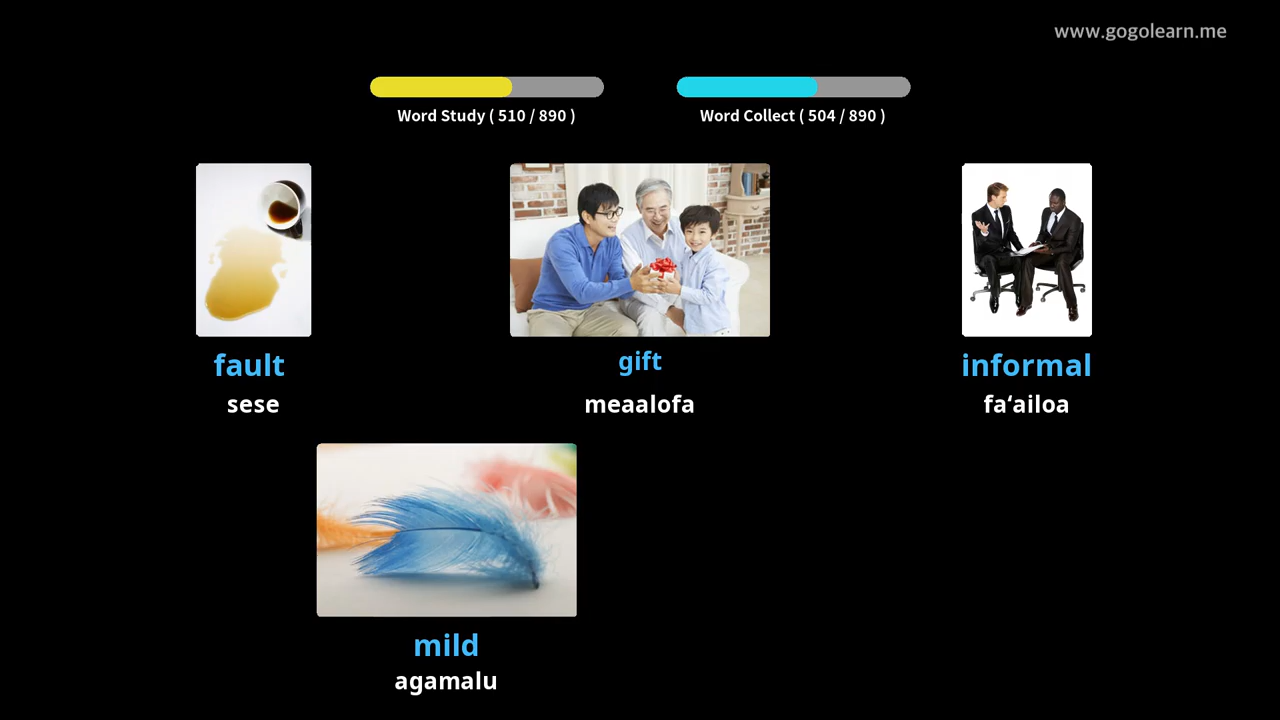 www.gogolearn.me
Word Study ( 510 / 890 )
Word Collect ( 504 / 890 )
fault
sese
gift
meaalofa
informal
fa‘ailoa
mild
agamalu